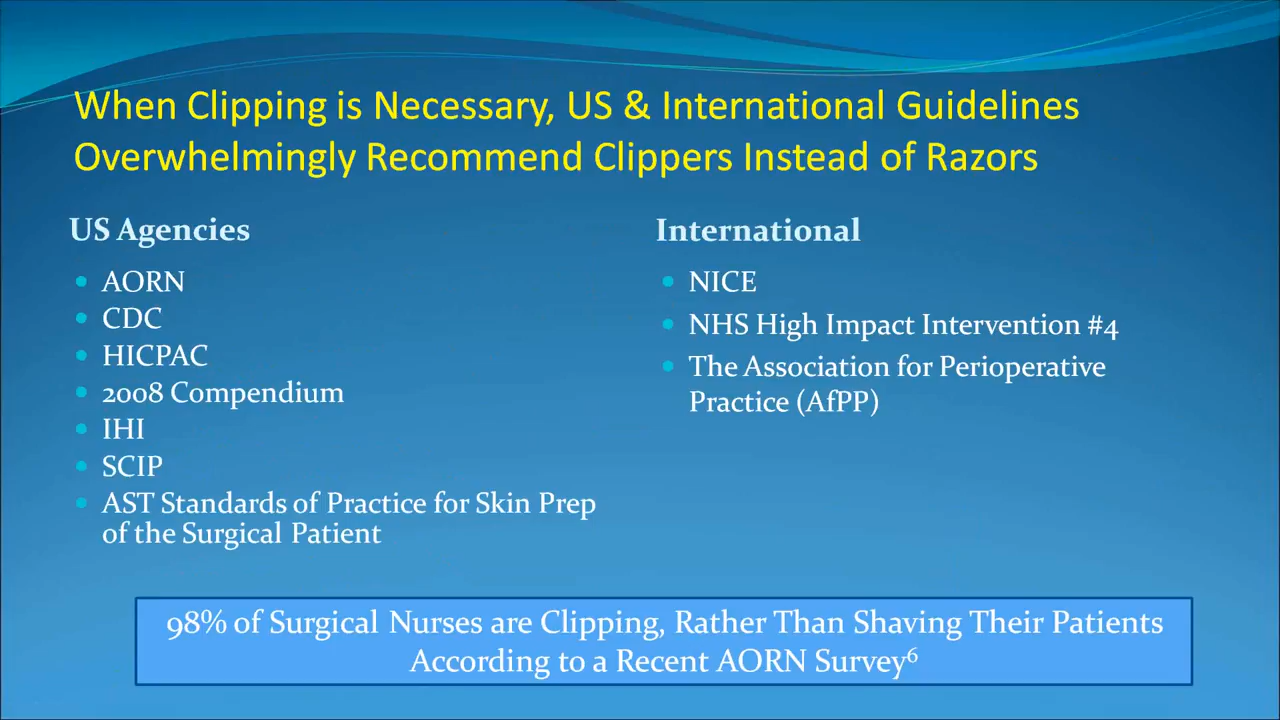 When Clipping is Necessary, US & International Guidelines
Overwhelmingly Recommend Clippers Instead of Razors
US Agencies
AORN
CDC
HICPAC
2008 Compendium
IHI
SCIP
AST Standards of Practice for Skin Prep
of the Surgical Patient
International
NICE
NHS High Impact Intervention #4
The Association for Perioperative
Practice (AfPP)
98% of Surgical Nurses are Clipping, Rather Than Shaving Their Patients
According to a Recent AORN Survey⁶